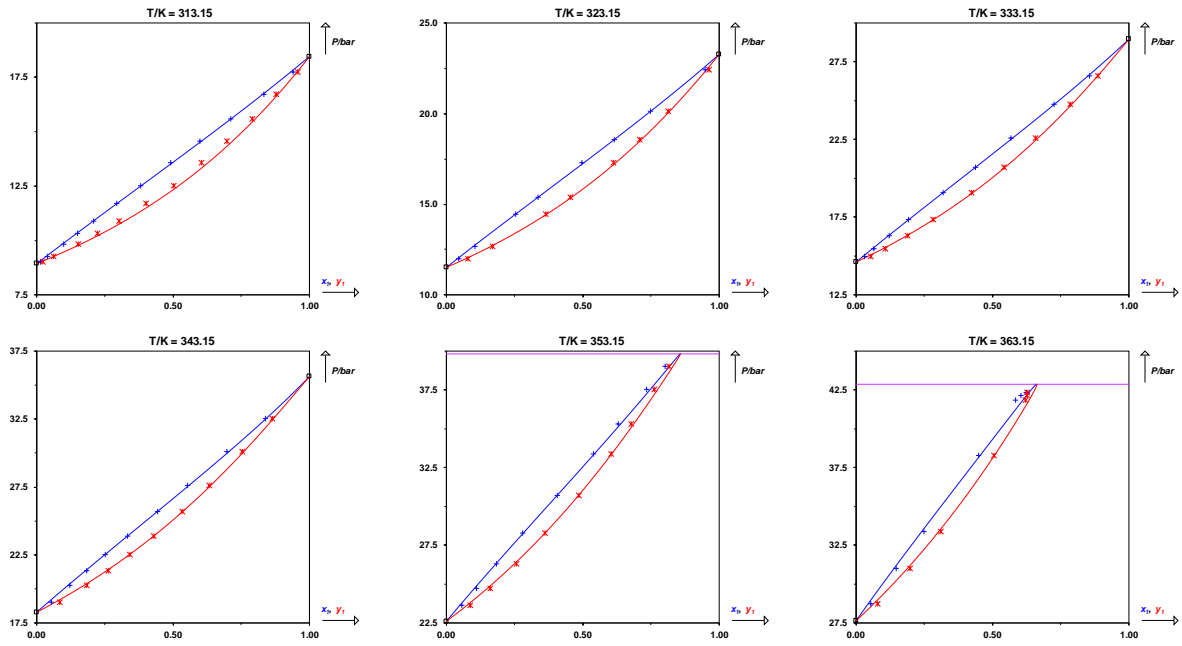 T/K = 313.15
P/bar
17.5
12.5
7.5
0.00
0.50
1.00
x₁, y₁
T/K = 323.15
P/bar
25.0
20.0
15.0
10.0
0.00
0.50
1.00
x₁, y₁
T/K = 333.15
P/bar
27.5
22.5
17.5
12.5
0.00
0.50
1.00
x₁, y₁
T/K = 343.15
P/bar
37.5
32.5
27.5
22.5
17.5
0.00
0.50
1.00
x₁, y₁
T/K = 353.15
P/bar
37.5
32.5
27.5
22.5
0.00
0.50
1.00
x₁, y₁
T/K = 363.15
P/bar
42.5
37.5
32.5
27.5
0.00
0.50
1.00
x₁, y₁